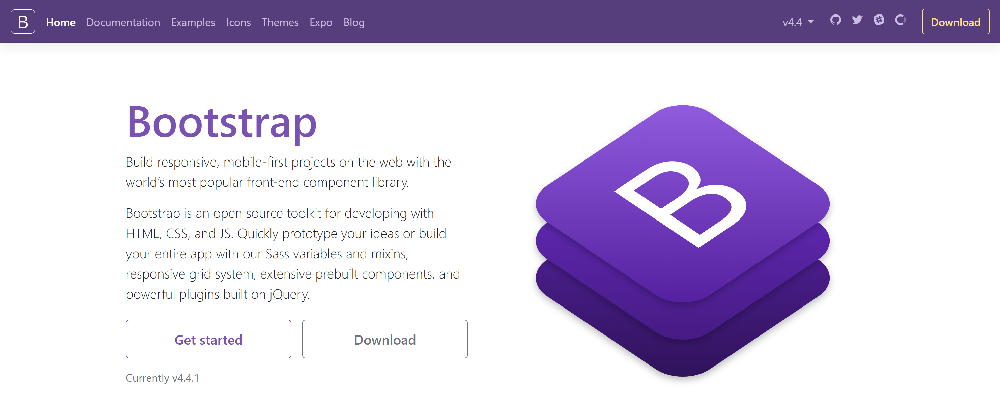 B Home Documentation Examples Icons Themes Expo Blog v4.4 Download
Bootstrap
Build responsive, mobile-first projects on the web with the
world’s most popular front-end component library.
Bootstrap is an open source toolkit for developing with
HTML, CSS, and JS. Quickly prototype your ideas or build
your entire app with our Sass variables and mixins,
responsive grid system, extensive prebuilt components, and
powerful plugins built on jQuery.
Get started Download
Currently v4.4.1
B